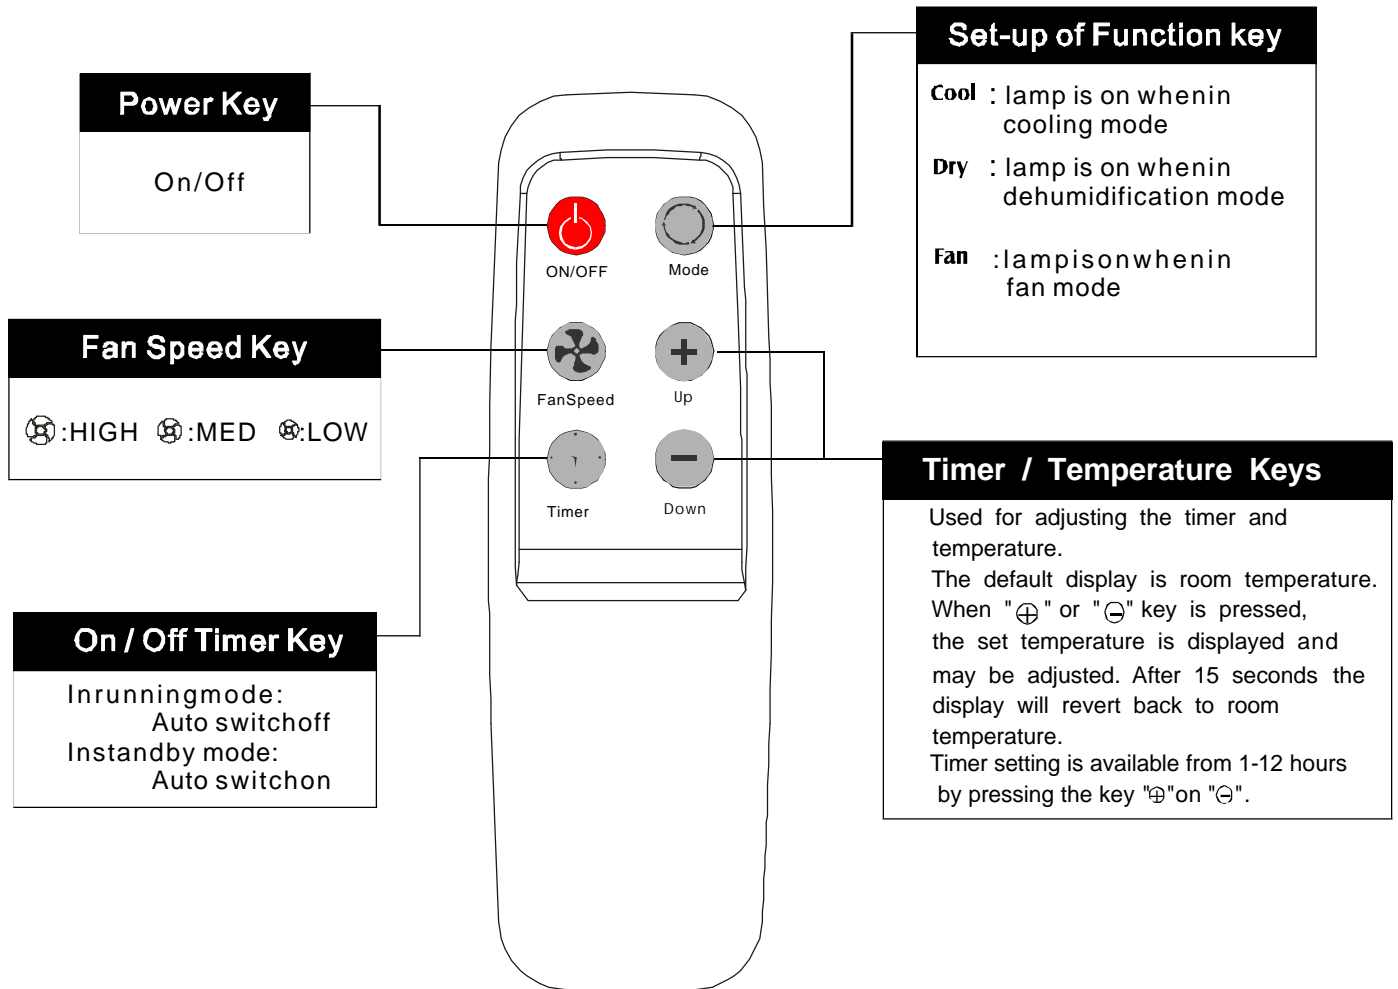 Set-up of Function key
Cool : lamp is on whenin
cooling mode
Dry : lamp is on whenin
dehumidification mode
Fan :lampisonwhenin
fan mode
Power Key
On/Off
ON/OFF
Mode
Fan Speed Key
:HIGH :MED :LOW
FanSpeed
Up
Timer
Down
Timer / Temperature Keys
Used for adjusting the timer and
temperature.
The default display is room temperature.
When "⊕" or "⊖" key is pressed,
the set temperature is displayed and
may be adjusted. After 15 seconds the
display will revert back to room
temperature.
Timer setting is available from 1-12 hours
by pressing the key "⊕"on "⊖".
On / Off Timer Key
Inrunningmode:
Auto switchoff
Instandby mode:
Auto switchon